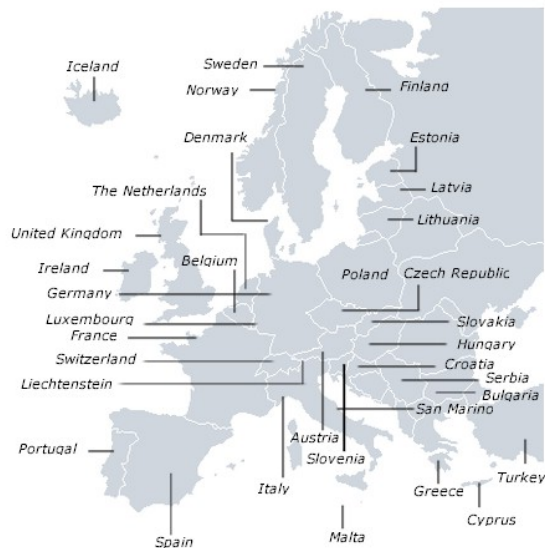 Iceland
Sweden
Norway
Finland
Denmark
Estonia
The Netherlands
Latvia
Lithuania
United Kingdom
Belgium
Ireland
Poland
Czech Republic
Germany
Luxembourg
Slovakia
France
Hungary
Switzerland
Croatia
Liechtenstein
Serbia
Bulgaria
San Marino
Austria
Portugal
Slovenia
Turkey
Italy
Greece
Cyprus
Malta
Spain